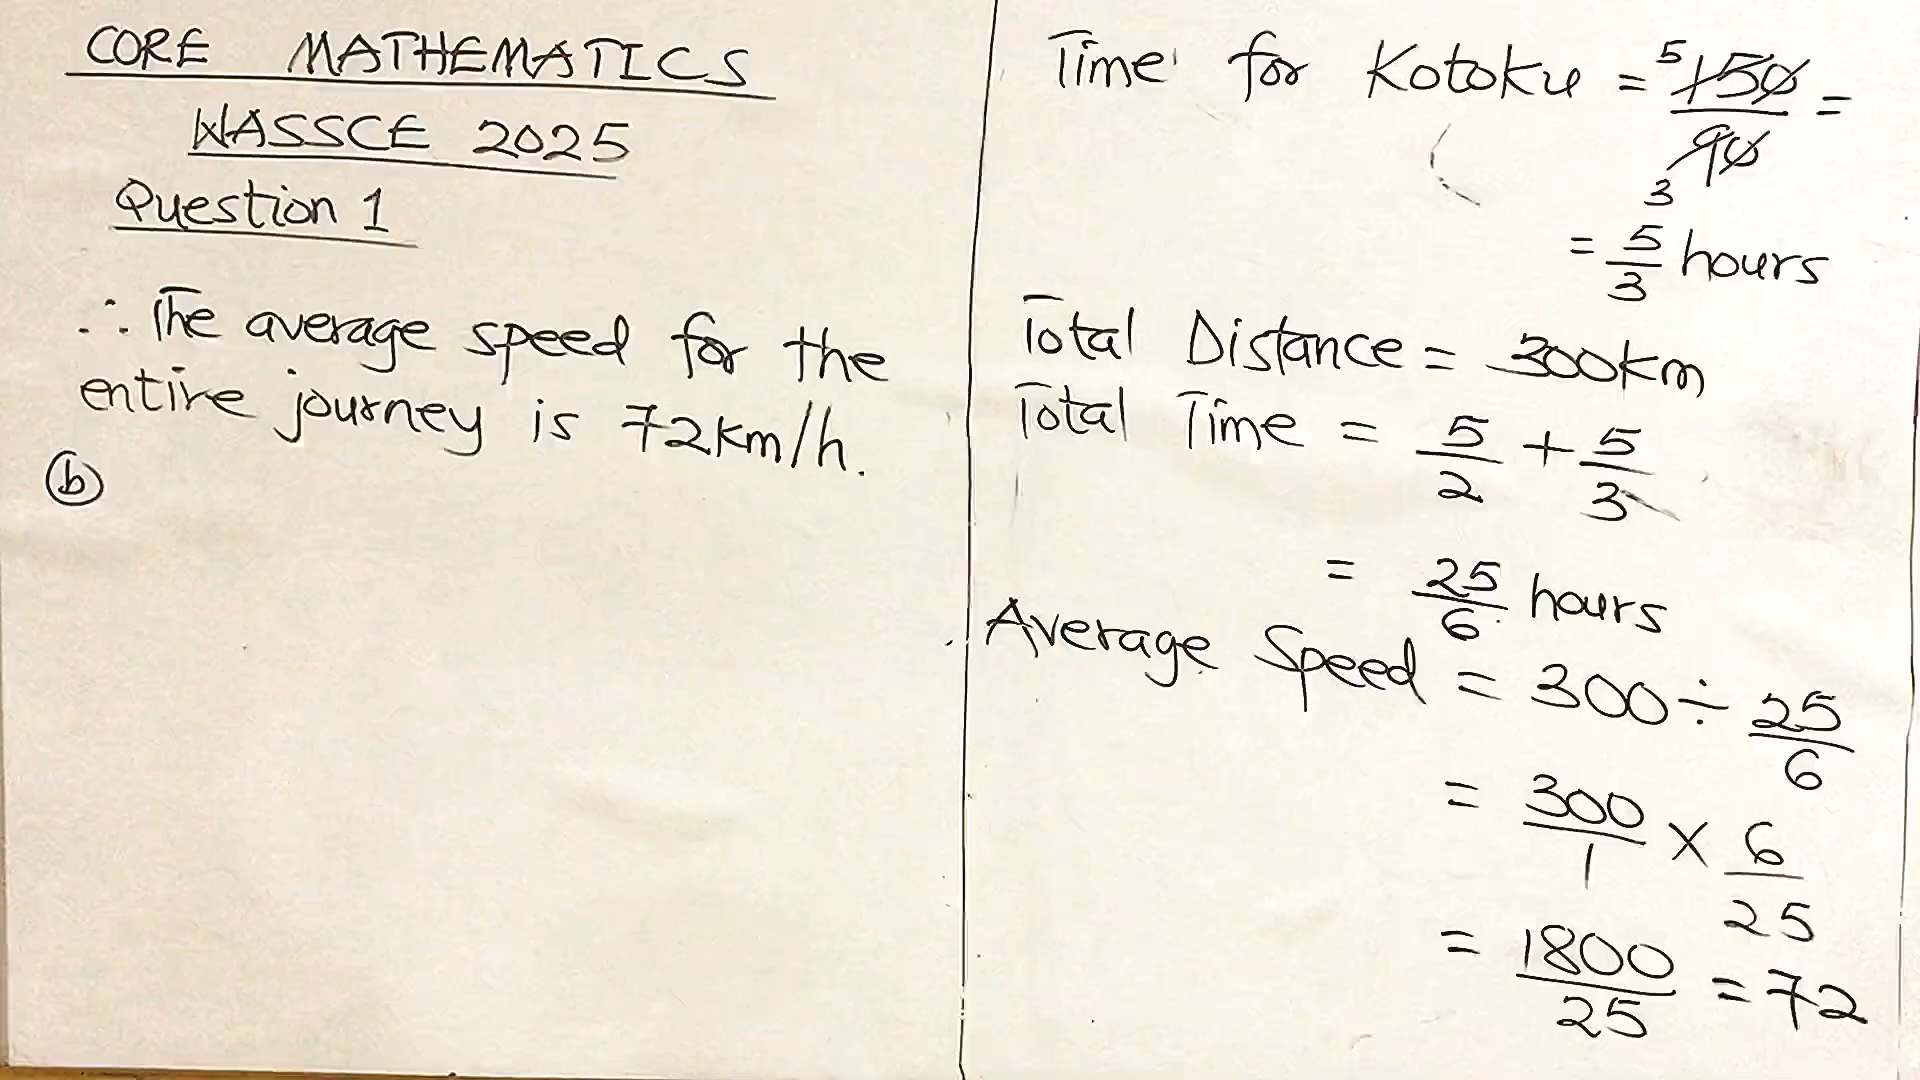 CORE MATHEMATICS
WASSCE 2025
Question 1
∴ The average speed for the
entire journey is 72km/h.
(b)
Time for Kotoku = 5 150 / 90 3 =
= 5/3 hours
Total Distance = 300km
Total Time = 5/2 + 5/3
= 25/6 hours
Average Speed = 300 ÷ 25/6
= 300/1 × 6/25
= 1800/25 = 72